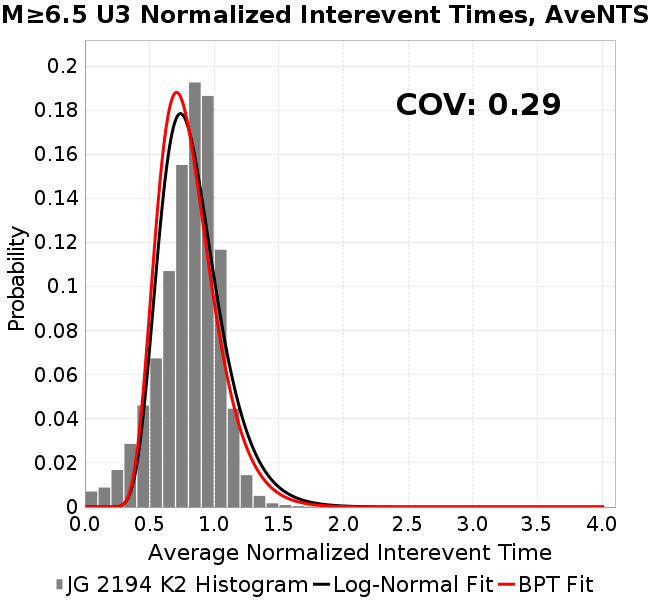 M≥6.5 U3 Normalized Interevent Times, AveNTS
COV: 0.29
Probability
0.2
0.18
0.16
0.14
0.12
0.1
0.08
0.06
0.04
0.02
0
0.0 0.5 1.0 1.5 2.0 2.5 3.0 3.5 4.0
Average Normalized Interevent Time
JG 2194 K2 Histogram Log-Normal Fit BPT Fit